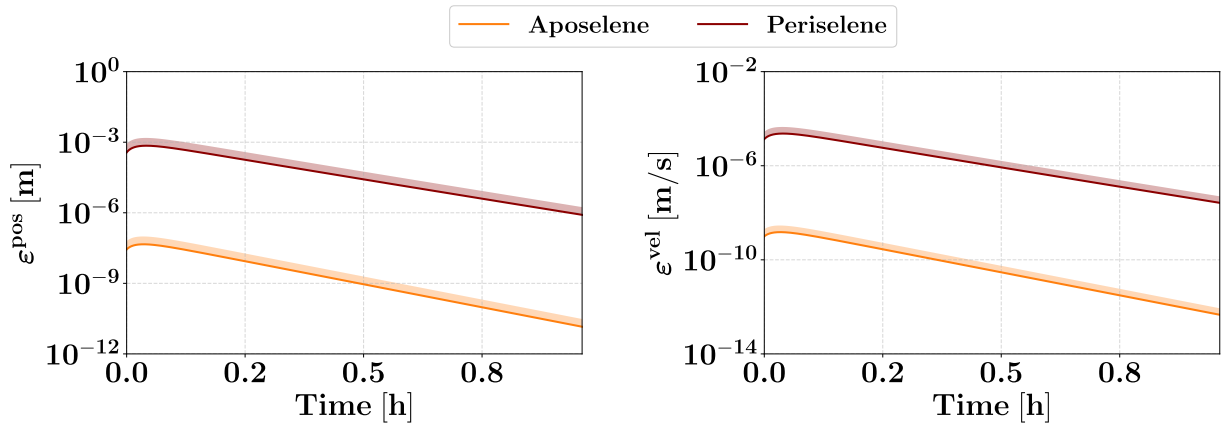 Aposelene Periselene
10^0
10^−3
10^−6
10^−9
10^−12
ε^pos [m]
0.0 0.2 0.5 0.8
Time [h]
10^−2
10^−6
10^−10
10^−14
ε^vel [m/s]
0.0 0.2 0.5 0.8
Time [h]